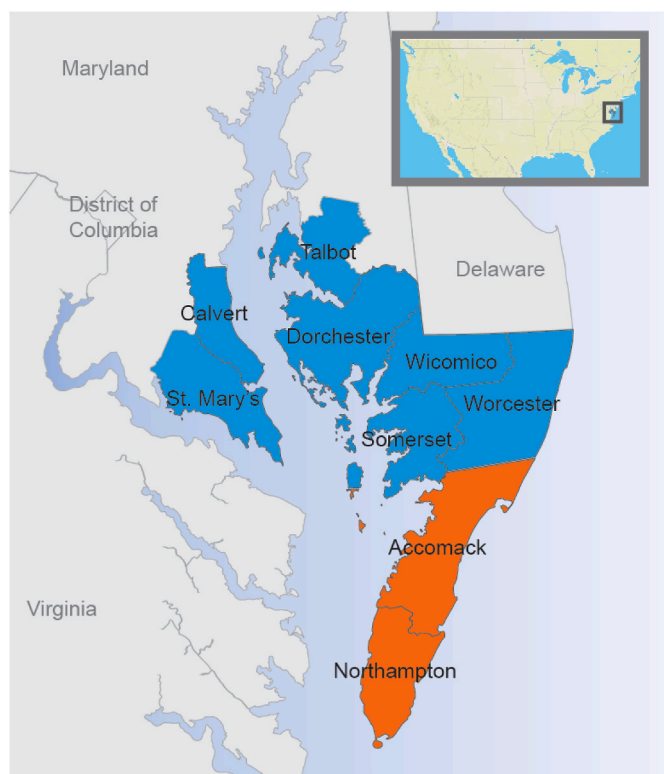 Maryland
District of
Columbia
Talbot
Delaware
Calvert
Dorchester
Wicomico
St. Mary's
Worcester
Somerset
Accomack
Virginia
Northampton